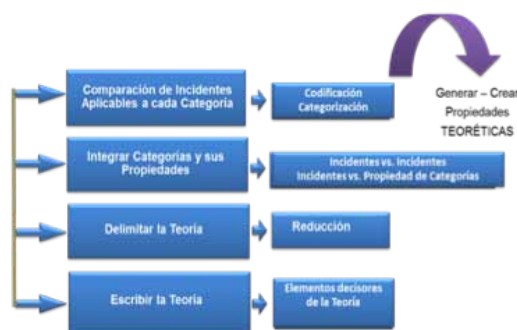 Comparación de Incidentes
Aplicables a cada Categoría
Codificación
Categorización
Generar – Crear
Propiedades
TEORÉTICAS
Integrar Categorías y sus
Propiedades
Incidentes vs. Incidentes
Incidentes vs. Propiedad de Categorías
Delimitar la Teoría
Reducción
Escribir la Teoría
Elementos decisores
de la Teoría